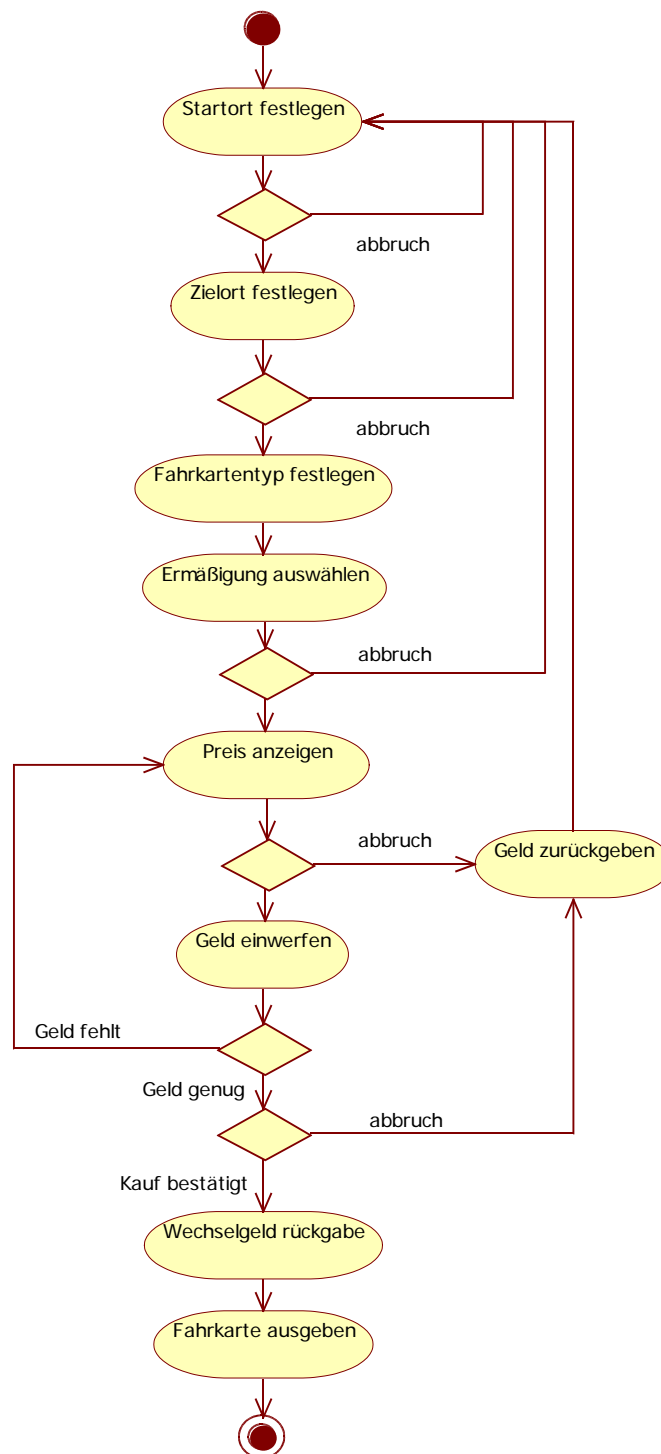 Startort festlegen
abbruch
Zielort festlegen
abbruch
Fahrkartentyp festlegen
Ermäßigung auswählen
abbruch
Preis anzeigen
abbruch
Geld zurückgeben
Geld einwerfen
Geld fehlt
Geld genug
abbruch
Kauf bestätigt
Wechselgeld rückgabe
Fahrkarte ausgeben